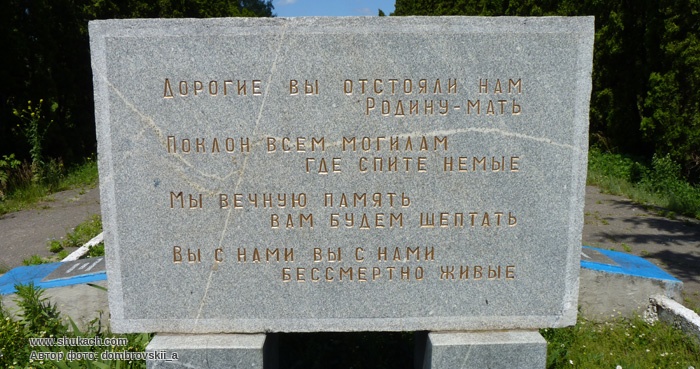 Дорогие вы отстояли нам
Родину-мать
Поклон всем могилам
где спите немые
Мы вечную память
вам будем шептать
Вы с нами вы с нами
бессмертно живые
www.shukach.com
Автор фото: dombrovskii_a